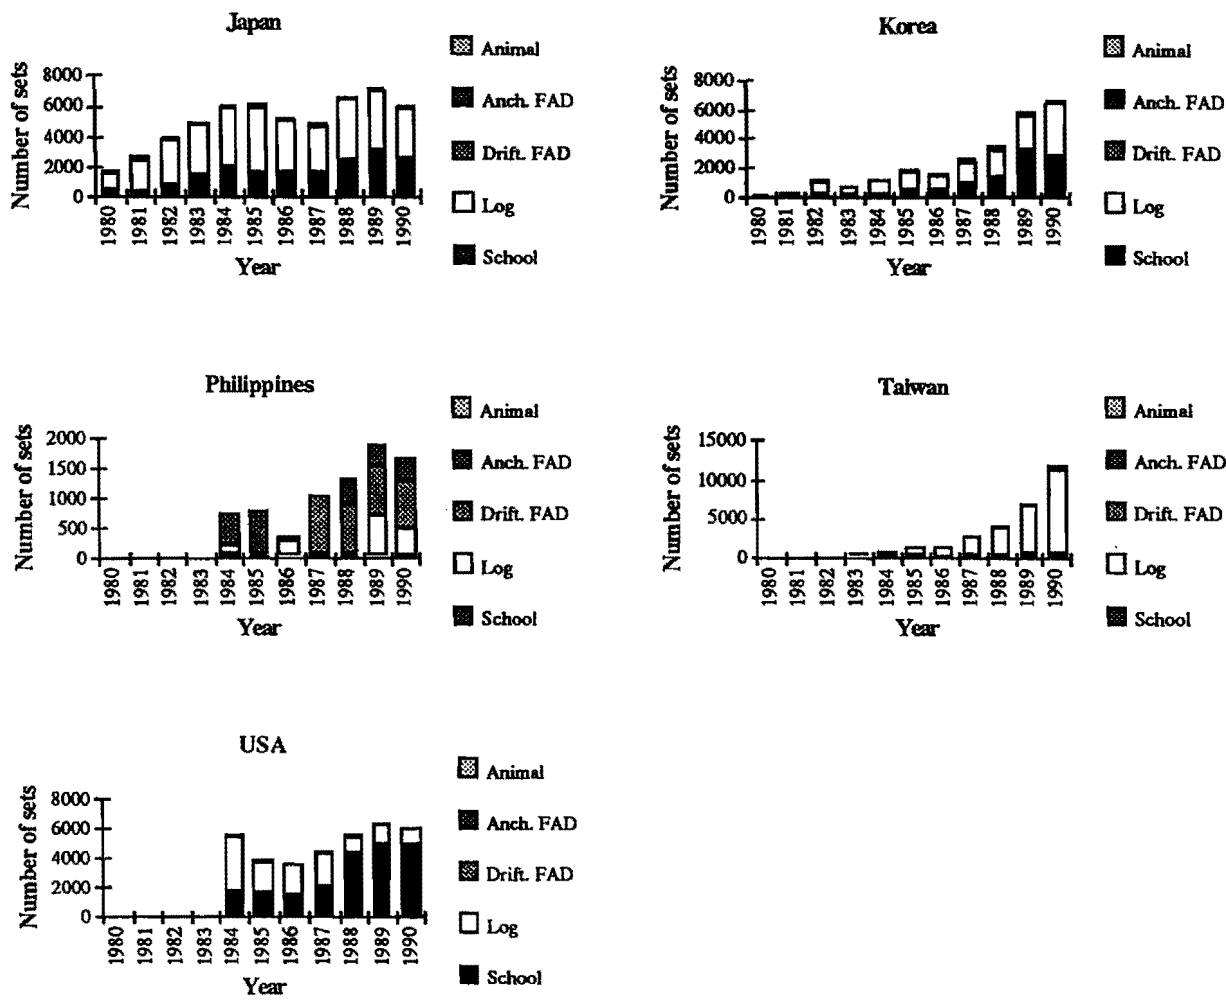 Japan
Number of sets
8000
6000
4000
2000
0
1980
1981
1982
1983
1984
1985
1986
1987
1988
1989
1990
Year
Animal
Anch. FAD
Drift. FAD
Log
School
Korea
Number of sets
8000
6000
4000
2000
0
1980
1981
1982
1983
1984
1985
1986
1987
1988
1989
1990
Year
Animal
Anch. FAD
Drift. FAD
Log
School
Philippines
Number of sets
2000
1500
1000
500
0
1980
1981
1982
1983
1984
1985
1986
1987
1988
1989
1990
Year
Animal
Anch. FAD
Drift. FAD
Log
School
Taiwan
Number of sets
15000
10000
5000
0
1980
1981
1982
1983
1984
1985
1986
1987
1988
1989
1990
Year
Animal
Anch. FAD
Drift. FAD
Log
School
USA
Number of sets
8000
6000
4000
2000
0
1980
1981
1982
1983
1984
1985
1986
1987
1988
1989
1990
Year
Animal
Anch. FAD
Drift. FAD
Log
School